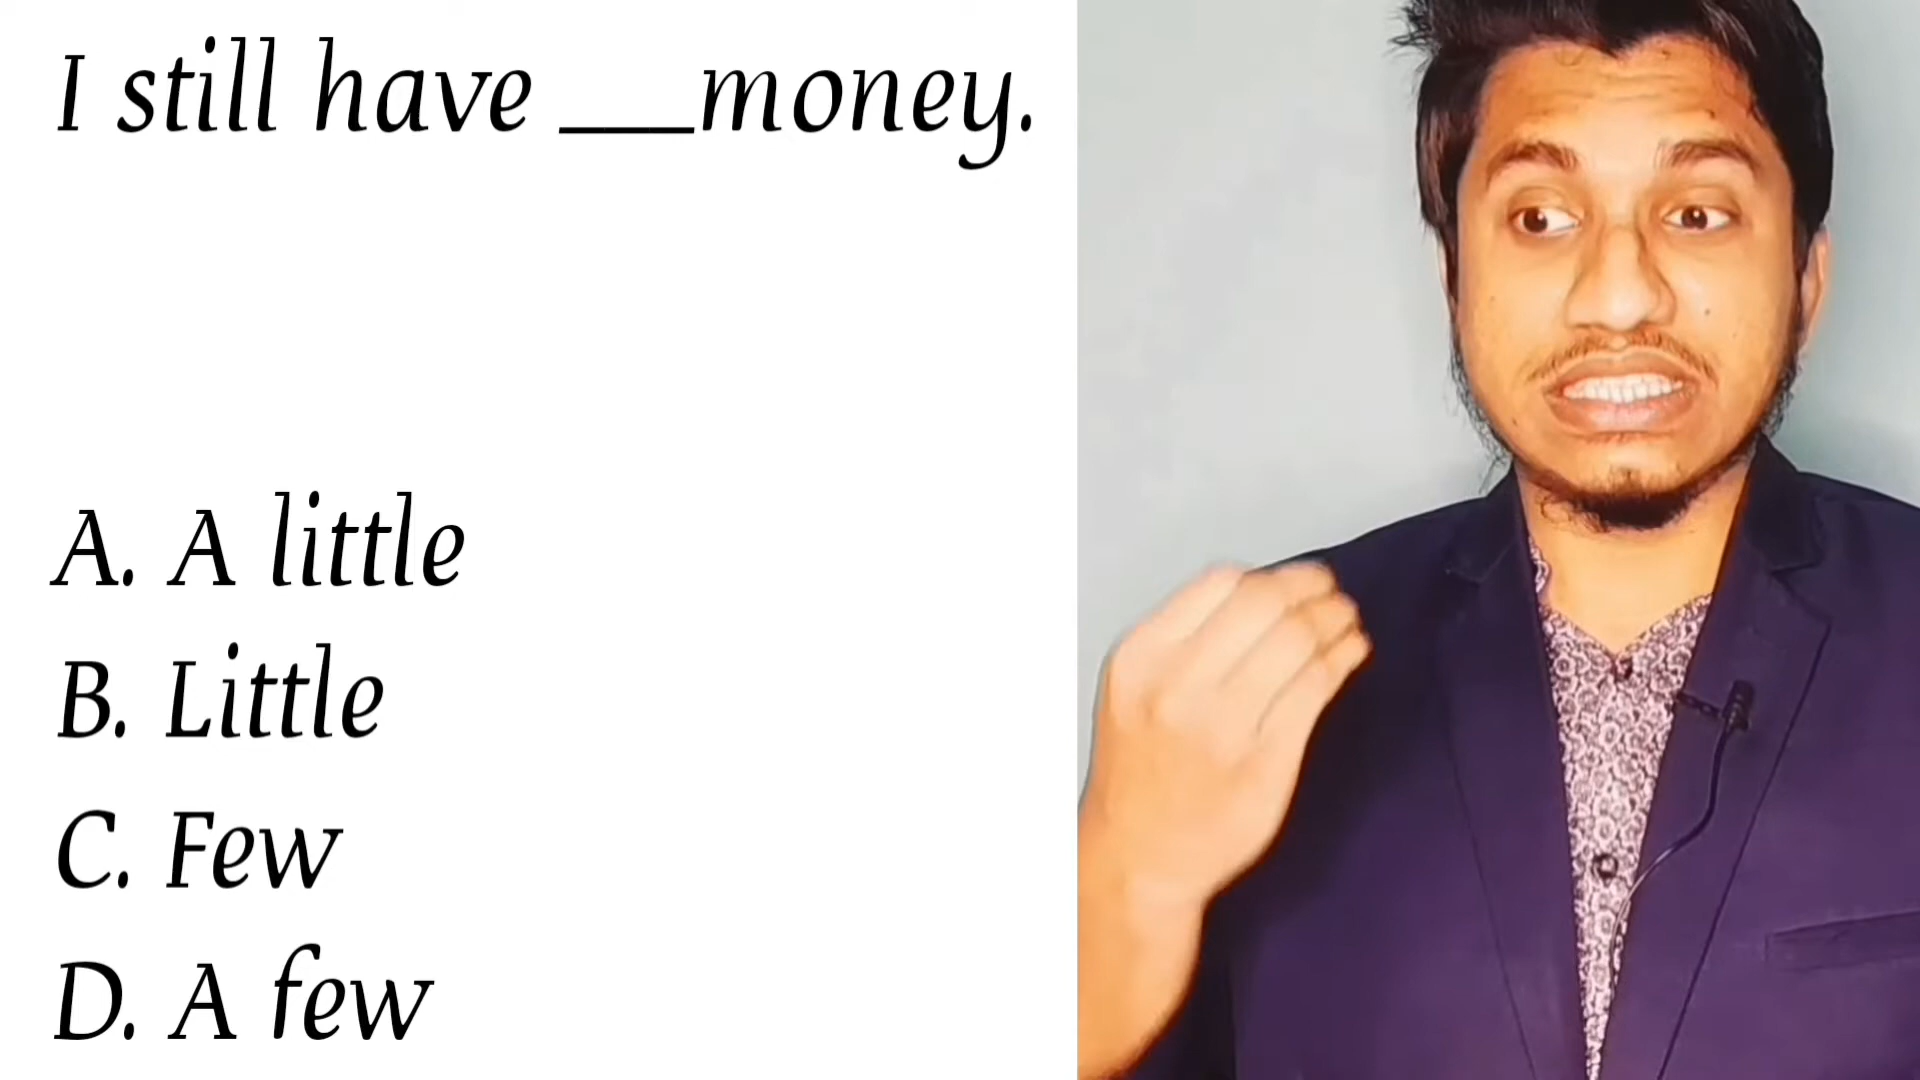 I still have ___money.
A. A little
B. Little
C. Few
D. A few